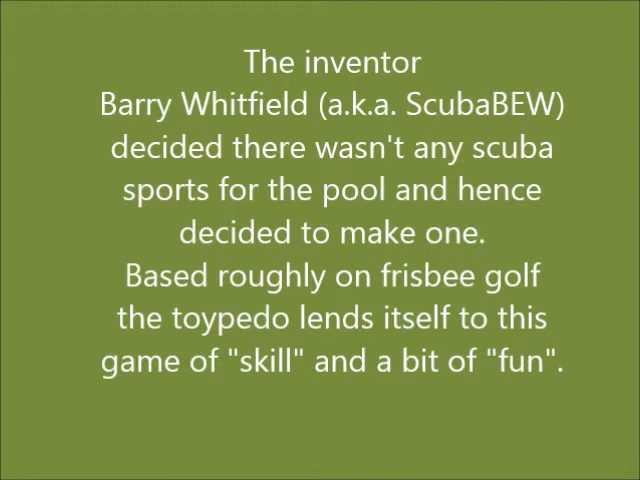 The inventor
Barry Whitfield (a.k.a. ScubaBEW)
decided there wasn't any scuba
sports for the pool and hence
decided to make one.
Based roughly on frisbee golf
the toypedo lends itself to this
game of "skill" and a bit of "fun".